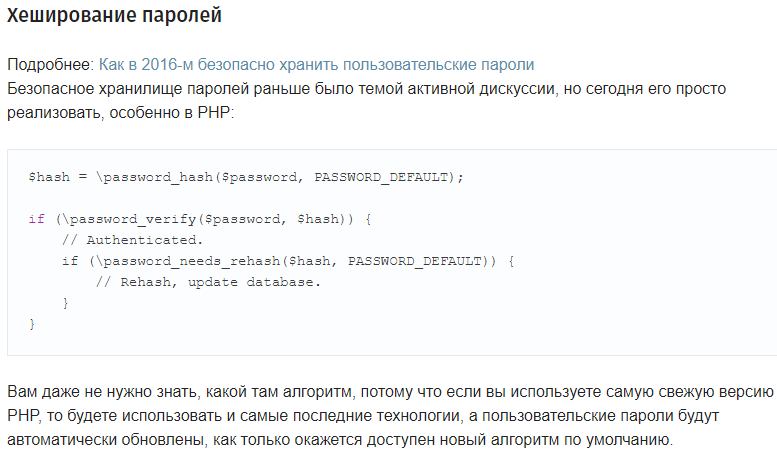 Хеширование паролей
Подробнее: Как в 2016-м безопасно хранить пользовательские пароли
Безопасное хранилище паролей раньше было темой активной дискуссии, но сегодня его просто
реализовать, особенно в PHP:
$hash = \password_hash($password, PASSWORD_DEFAULT);
if (\password_verify($password, $hash)) {
    // Authenticated.
    if (\password_needs_rehash($hash, PASSWORD_DEFAULT)) {
        // Rehash, update database.
    }
}
Вам даже не нужно знать, какой там алгоритм, потому что если вы используете самую свежую версию
PHP, то будете использовать и самые последние технологии, а пользовательские пароли будут
автоматически обновлены, как только окажется доступен новый алгоритм по умолчанию.